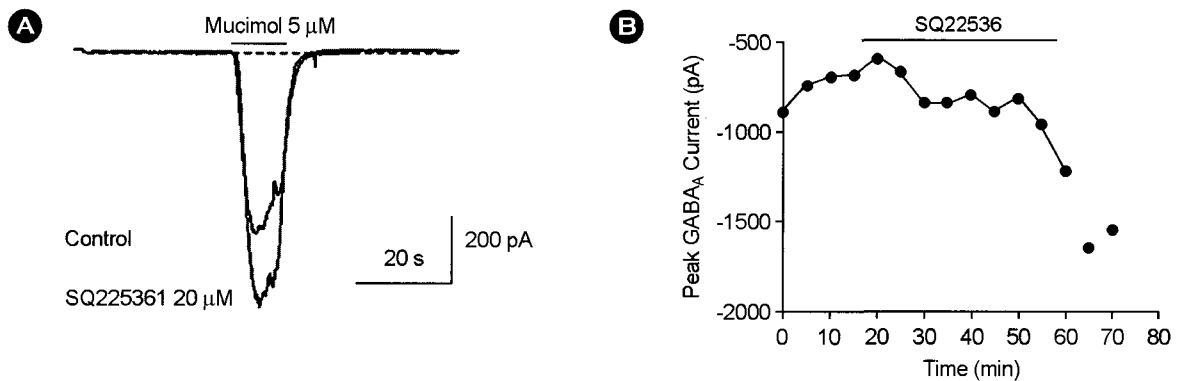 A
Mucimol 5 μM
Control
SQ225361 20 μM
20 s
200 pA
B
SQ22536
Peak GABA_A Current (pA)
-500
-1000
-1500
-2000
0 10 20 30 40 50 60 70 80
Time (min)